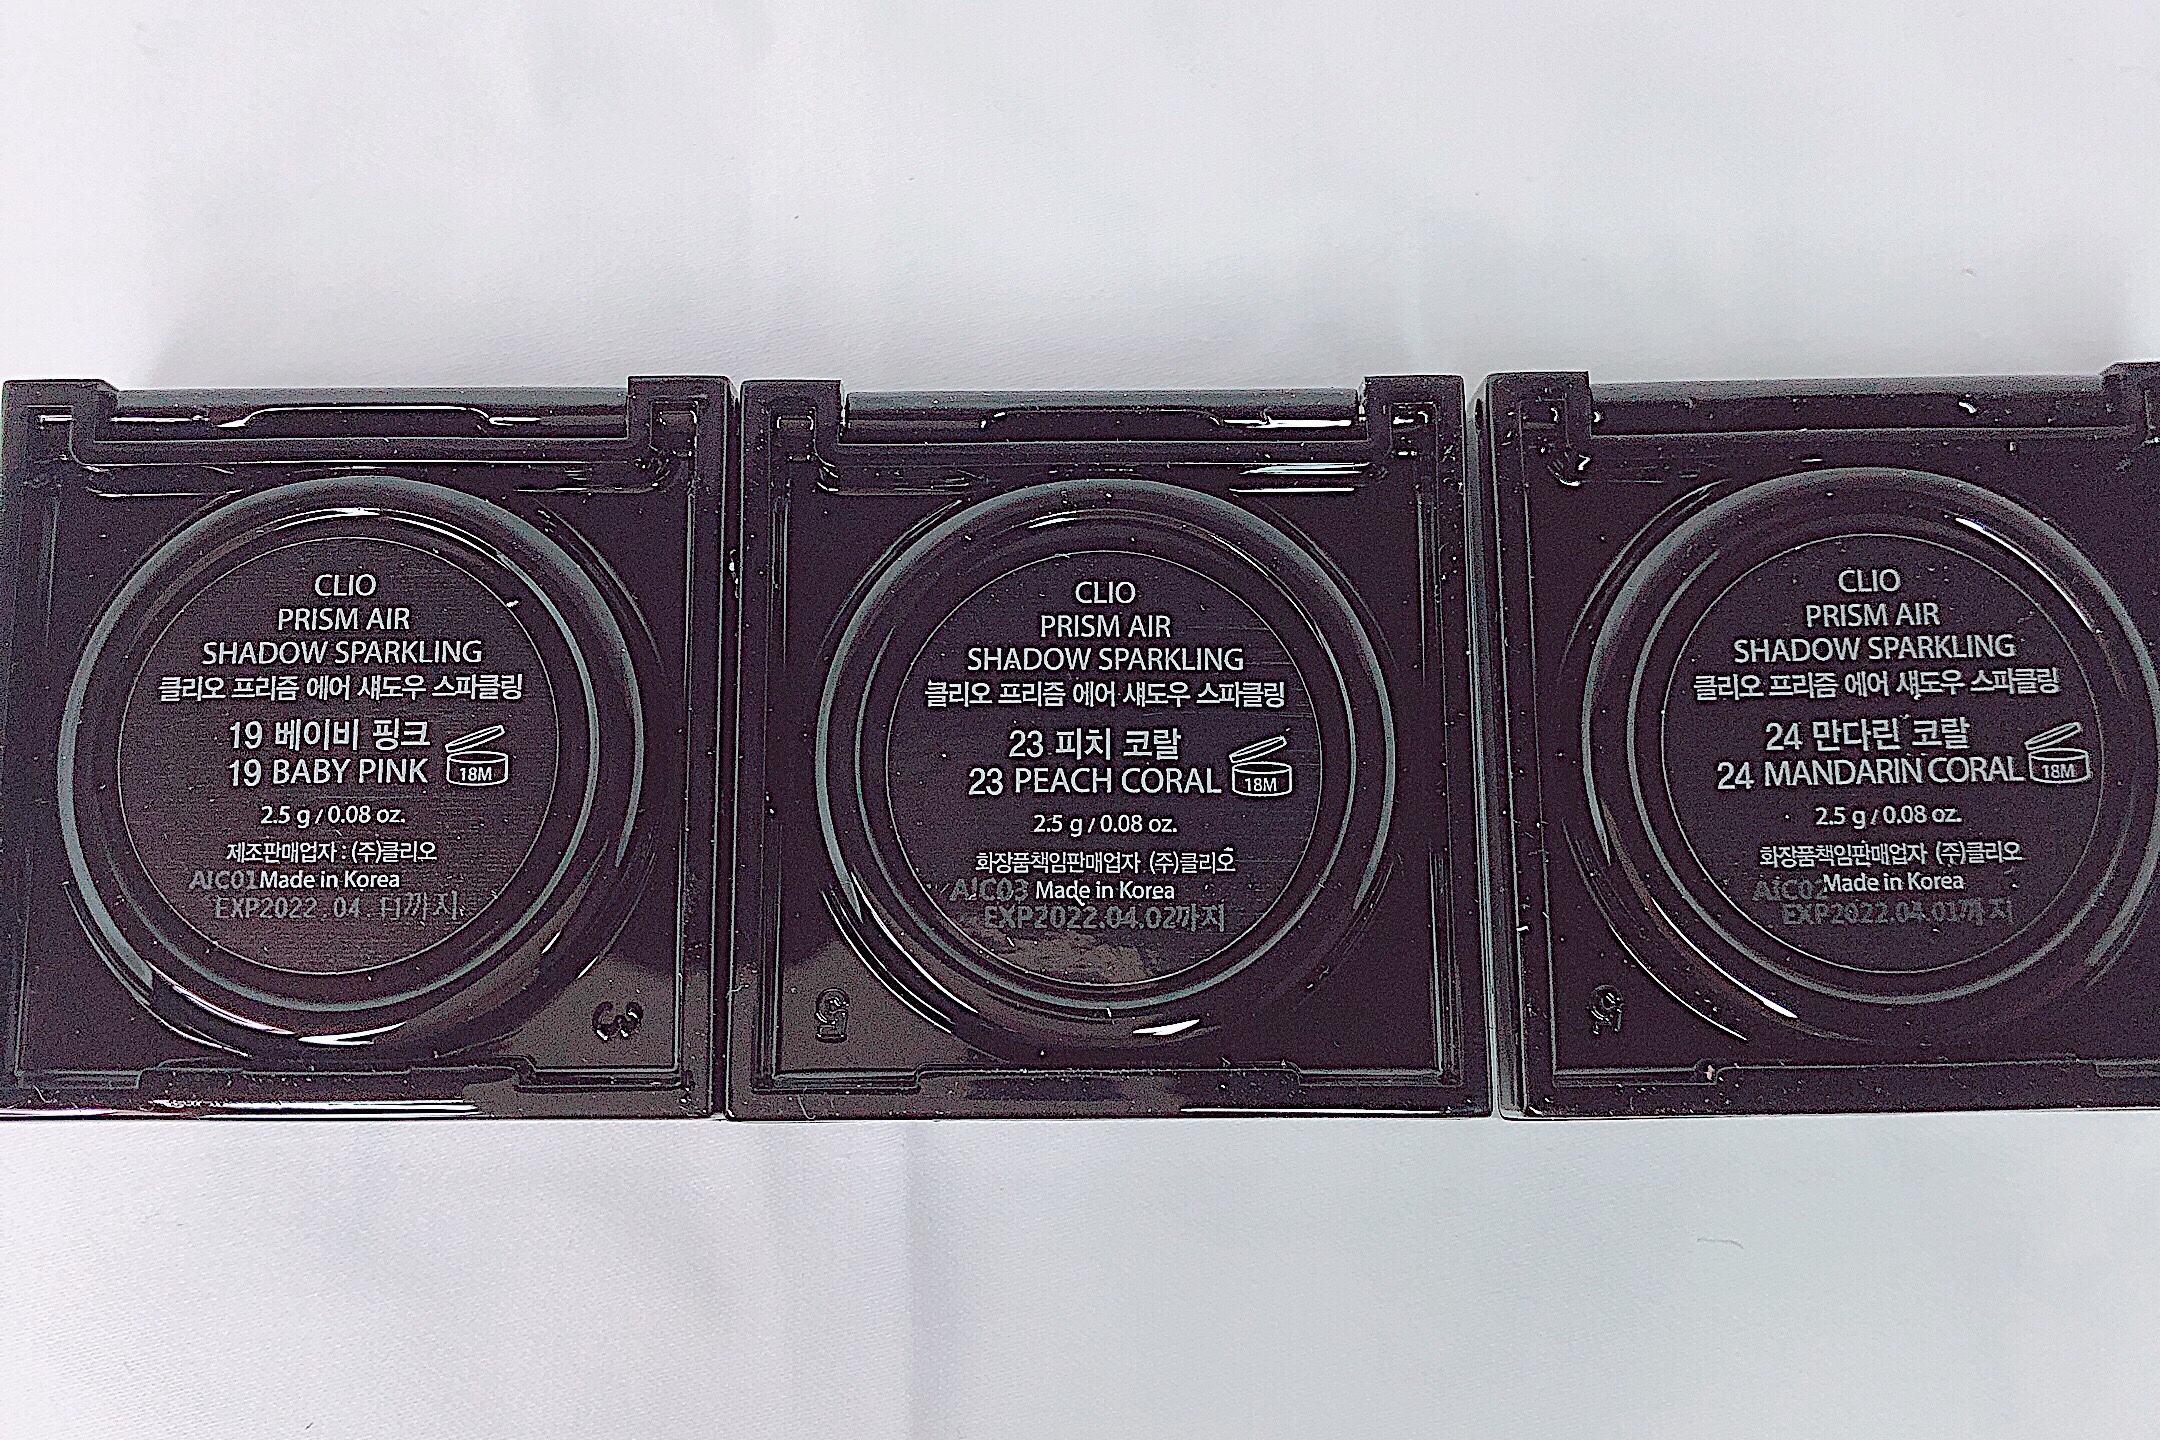 CLIO
PRISM AIR
SHADOW SPARKLING
클리오 프리즘 에어 섀도우 스파클링
19 베이비 핑크
19 BABY PINK
18M
2.5 g / 0.08 oz.
제조판매업자 : (주)클리오
AIC01 Made in Korea
EXP2022.04. 까지
3
CLIO
PRISM AIR
SHADOW SPARKLING
클리오 프리즘 에어 섀도우 스파클링
23 피치 코랄
23 PEACH CORAL
18M
2.5 g / 0.08 oz.
화장품책임판매업자 (주)클리오
AIC03 Made in Korea
EXP2022.04.02까지
CLIO
PRISM AIR
SHADOW SPARKLING
클리오 프리즘 에어 섀도우 스파클링
24 만다린 코랄
24 MANDARIN CORAL
18M
2.5 g / 0.08 oz.
화장품책임판매업자 (주)클리오
AIC02 Made in Korea
EXP2022.04.01까지